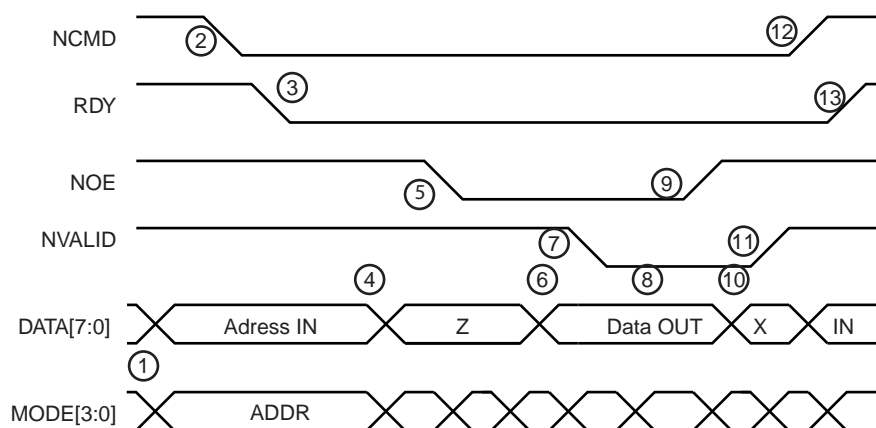 NCMD ② ⑫
RDY ③ ⑬
NOE ⑤ ⑨
NVALID ⑦ ⑪
④ ⑥ ⑧ ⑩
DATA[7:0] Adress IN Z Data OUT X IN
①
MODE[3:0] ADDR